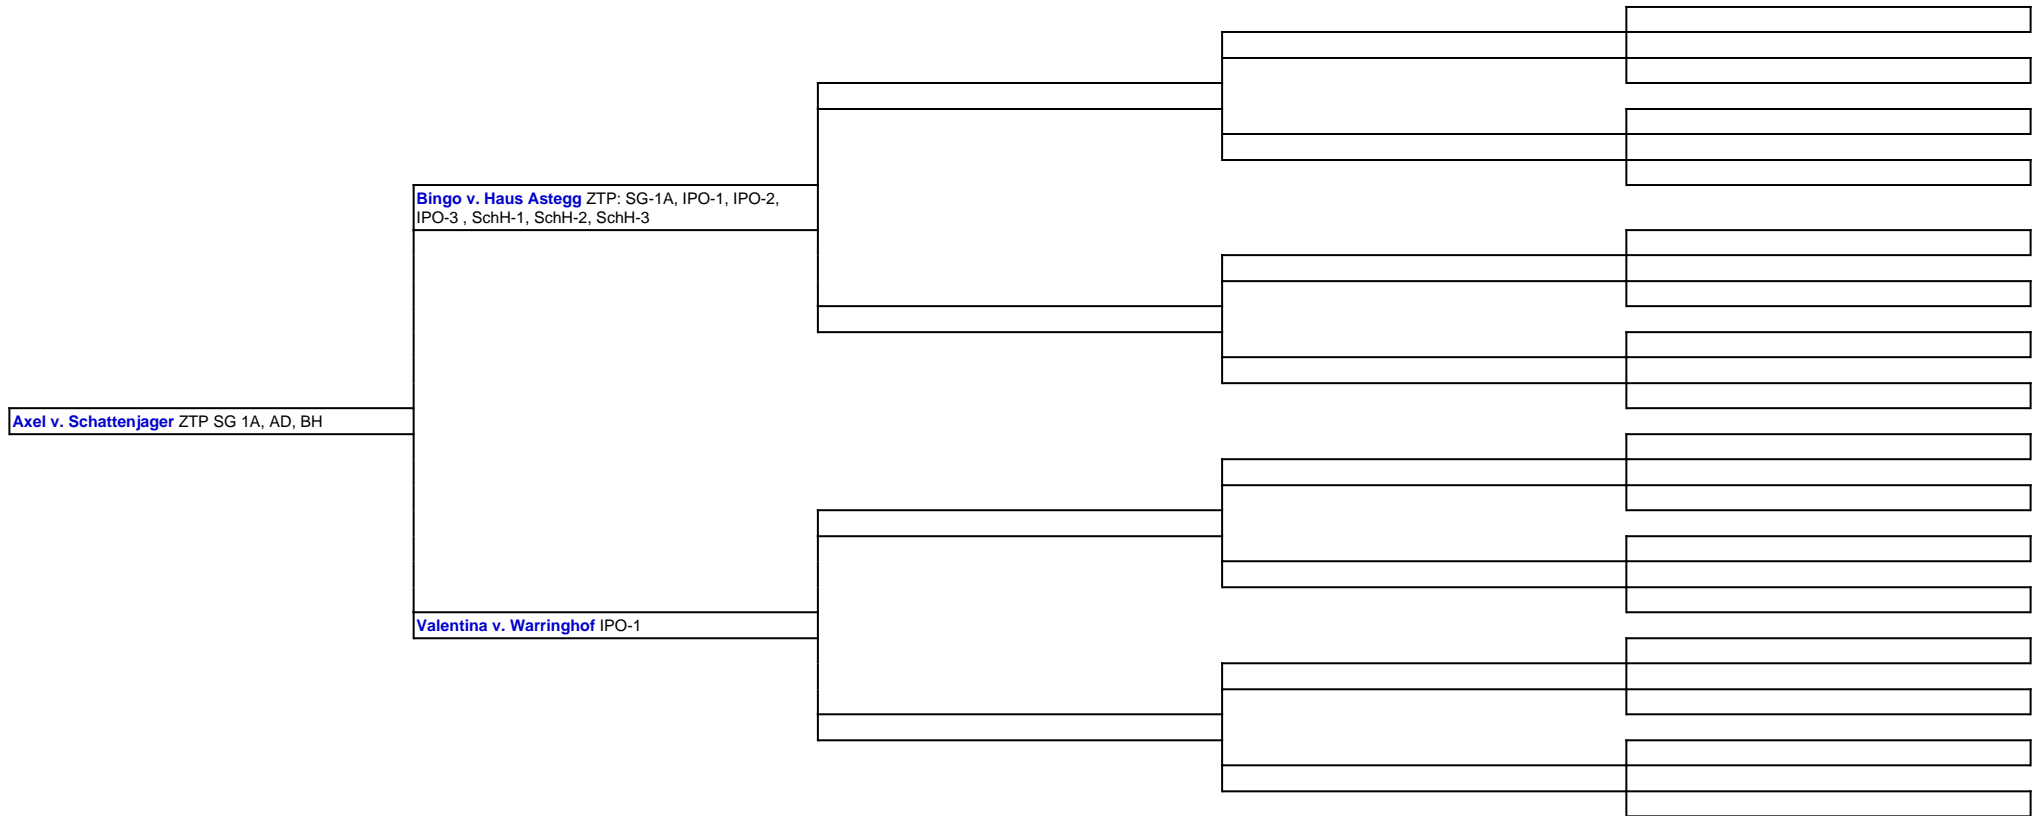 Bingo v. Haus Astegg ZTP: SG-1A, IPO-1, IPO-2,
IPO-3 , SchH-1, SchH-2, SchH-3
Axel v. Schattenjager ZTP SG 1A, AD, BH
Valentina v. Warringhof IPO-1